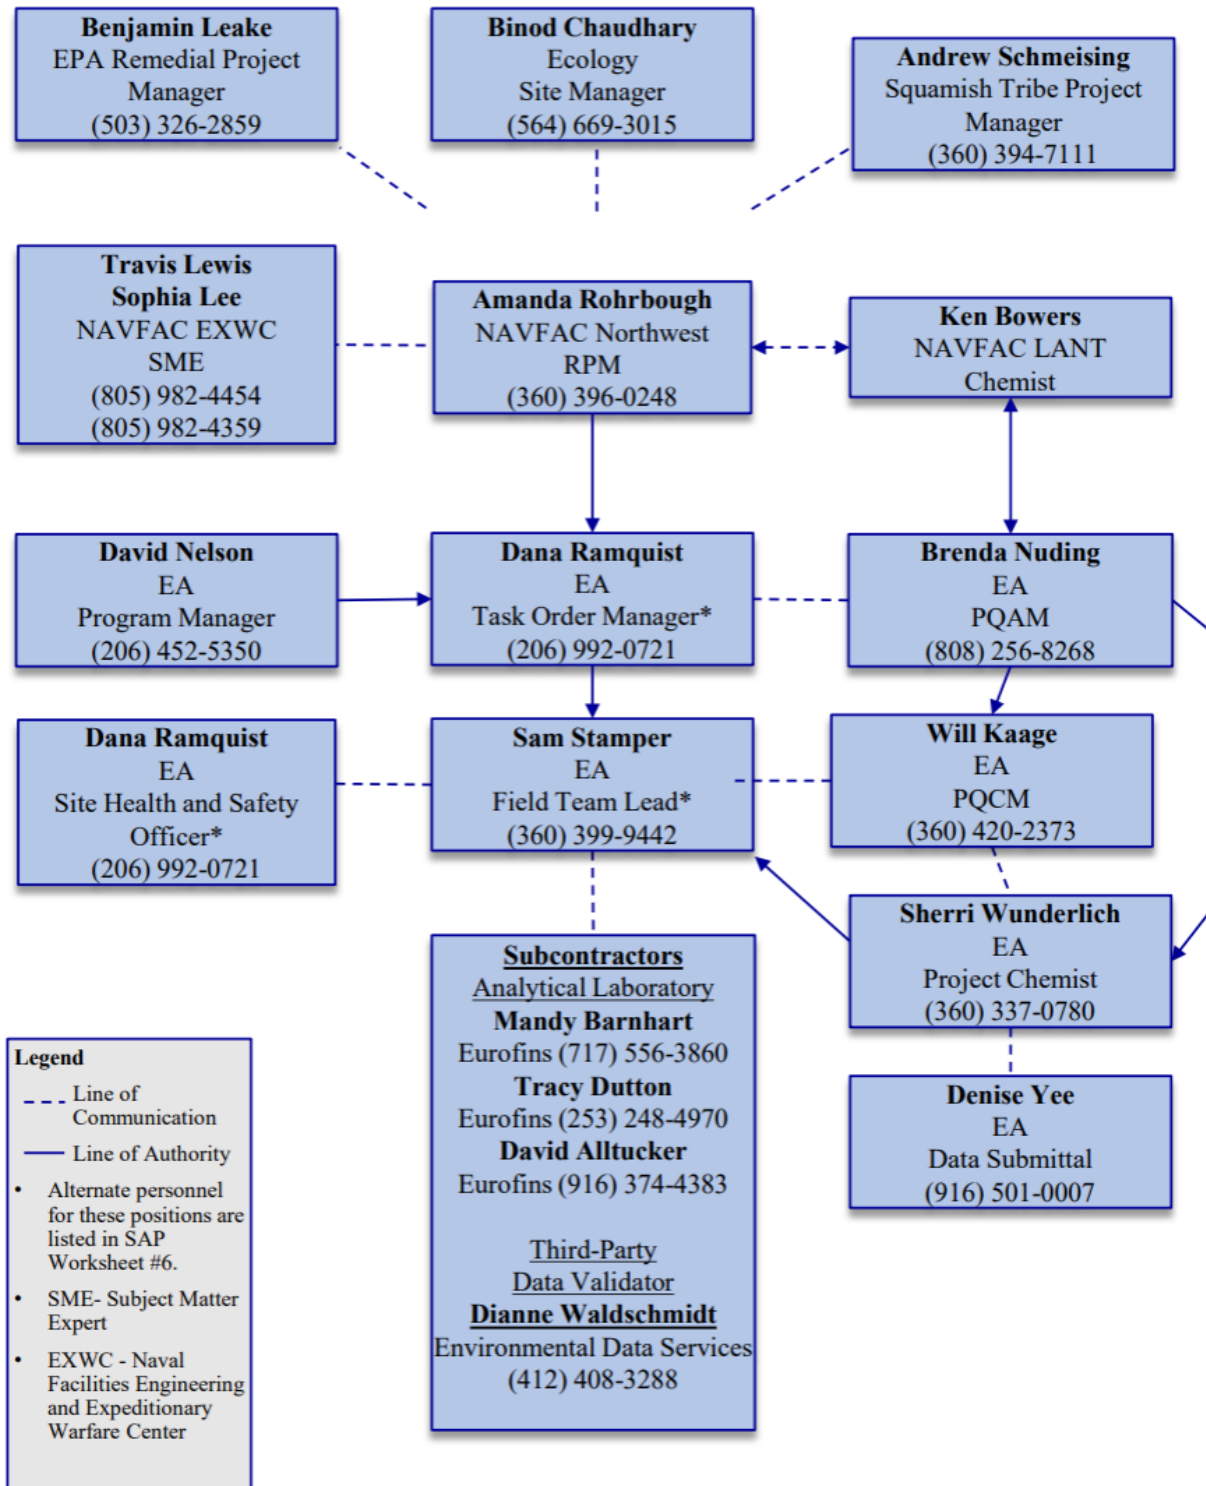 Benjamin Leake
EPA Remedial Project
Manager
(503) 326-2859
Binod Chaudhary
Ecology
Site Manager
(564) 669-3015
Andrew Schmeising
Squamish Tribe Project
Manager
(360) 394-7111
Travis Lewis
Sophia Lee
NAVFAC EXWC
SME
(805) 982-4454
(805) 982-4359
Amanda Rohrbough
NAVFAC Northwest
RPM
(360) 396-0248
Ken Bowers
NAVFAC LANT
Chemist
David Nelson
EA
Program Manager
(206) 452-5350
Dana Ramquist
EA
Task Order Manager*
(206) 992-0721
Brenda Nuding
EA
PQAM
(808) 256-8268
Dana Ramquist
EA
Site Health and Safety
Officer*
(206) 992-0721
Sam Stamper
EA
Field Team Lead*
(360) 399-9442
Will Kaage
EA
PQCM
(360) 420-2373
Sherri Wunderlich
EA
Project Chemist
(360) 337-0780
Subcontractors
Analytical Laboratory
Mandy Barnhart
Eurofins (717) 556-3860
Tracy Dutton
Eurofins (253) 248-4970
David Alltucker
Eurofins (916) 374-4383
Third-Party
Data Validator
Dianne Waldschmidt
Environmental Data Services
(412) 408-3288
Denise Yee
EA
Data Submittal
(916) 501-0007
Legend
Line of
Communication
Line of Authority
• Alternate personnel
for these positions are
listed in SAP
Worksheet #6.
• SME- Subject Matter
Expert
• EXWC - Naval
Facilities Engineering
and Expeditionary
Warfare Center